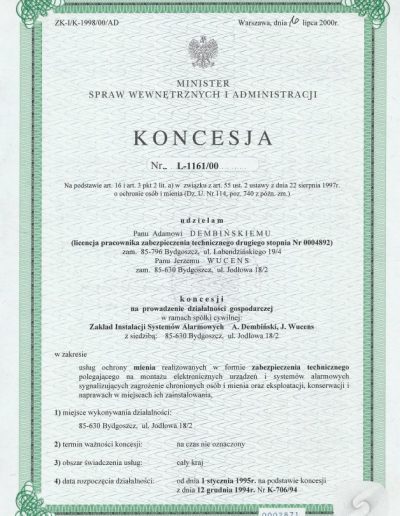 ZK-I/K-1998/00/AD Warszawa, dnia 10 lipca 2000r.
MINISTER
SPRAW WEWNĘTRZNYCH I ADMINISTRACJI
KONCESJA
Nr L-1161/00
Na podstawie art. 16 i art. 3 pkt 2 lit. a) w związku z art. 55 ust. 2 ustawy z dnia 22 sierpnia 1997r.
o ochronie osób i mienia (Dz. U. Nr 114, poz. 740 z późn. zm.)
udzielam
Panu Adamowi DEMBIŃSKIEMU
(licencja pracownika zabezpieczenia technicznego drugiego stopnia Nr 0004892)
zam. 85-796 Bydgoszcz, ul. Łabendzińskiego 19/4
Panu Jerzemu WUCENS
zam. 85-630 Bydgoszcz, ul. Jodłowa 18/2
koncesji
na prowadzenie działalności gospodarczej
w ramach spółki cywilnej:
Zakład Instalacji Systemów Alarmowych A. Dembiński, J. Wucens
z siedzibą: 85-630 Bydgoszcz, ul. Jodłowa 18/2
w zakresie
usług ochrony mienia realizowanych w formie zabezpieczenia technicznego
polegającego na montażu elektronicznych urządzeń i systemów alarmowych
sygnalizujących zagrożenie chronionych osób i mienia oraz eksploatacji, konserwacji i
naprawach w miejscach ich zainstalowania.
1) miejsce wykonywania działalności:
85-630 Bydgoszcz, ul. Jodłowa 18/2
2) termin ważności koncesji: na czas nie oznaczony
3) obszar świadczenia usług: cały kraj
4) data rozpoczęcia działalności: od dnia 1 stycznia 1995r. na podstawie koncesji
z dnia 12 grudnia 1994r. Nr K-706/94